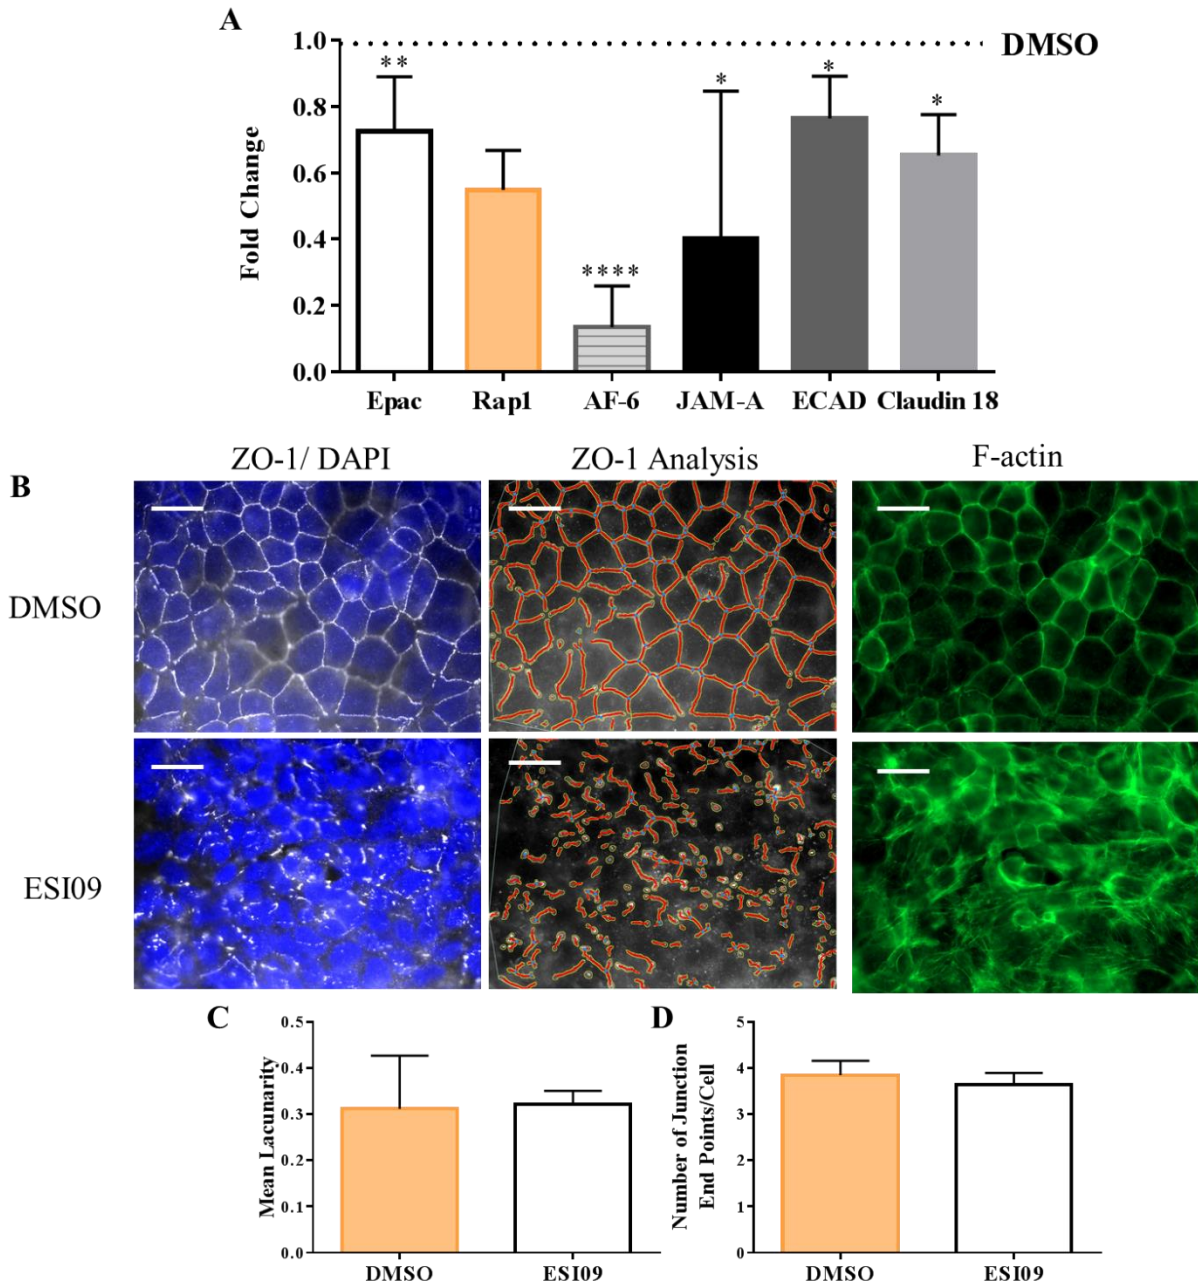 A
DMSO
Fold Change
1.0
0.8
0.6
0.4
0.2
0.0
**
****
*
*
*
Epac Rap1 AF-6 JAM-A ECAD Claudin 18
B
ZO-1/ DAPI ZO-1 Analysis F-actin
DMSO
ESI09
C
Mean Lacunarity
0.5
0.4
0.3
0.2
0.1
0.0
DMSO ESI09
D
Number of Junction
End Points/Cell
5
4
3
2
1
0
DMSO ESI09